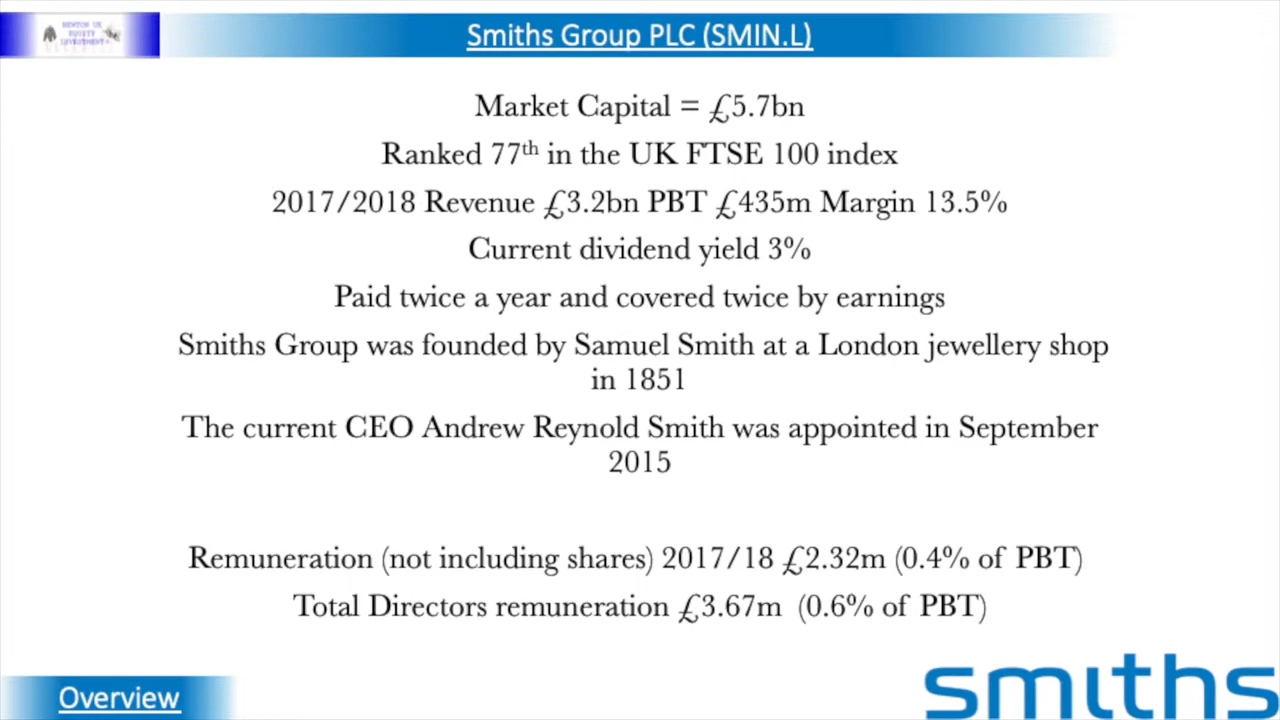 NEWTON UK
EQUITY
INVESTMENT+
Smiths Group PLC (SMIN.L)
Market Capital = £5.7bn
Ranked 77th in the UK FTSE 100 index
2017/2018 Revenue £3.2bn PBT £435m Margin 13.5%
Current dividend yield 3%
Paid twice a year and covered twice by earnings
Smiths Group was founded by Samuel Smith at a London jewellery shop
in 1851
The current CEO Andrew Reynold Smith was appointed in September
2015
Remuneration (not including shares) 2017/18 £2.32m (0.4% of PBT)
Total Directors remuneration £3.67m (0.6% of PBT)
Overview
smiths